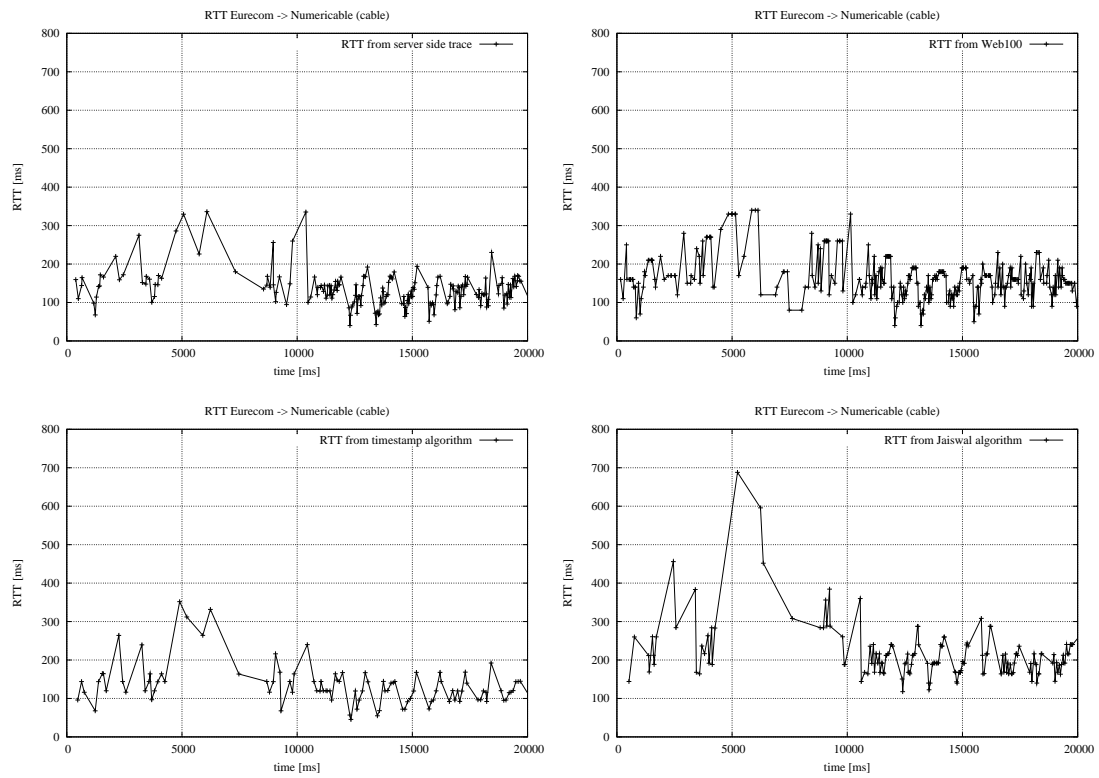 RTT Eurecom -> Numericable (cable)
RTT from server side trace
RTT [ms]
800
700
600
500
400
300
200
100
0
0 5000 10000 15000 20000
time [ms]
RTT Eurecom -> Numericable (cable)
RTT from Web100
RTT [ms]
800
700
600
500
400
300
200
100
0
0 5000 10000 15000 20000
time [ms]
RTT Eurecom -> Numericable (cable)
RTT from timestamp algorithm
RTT [ms]
800
700
600
500
400
300
200
100
0
0 5000 10000 15000 20000
time [ms]
RTT Eurecom -> Numericable (cable)
RTT from Jaiswal algorithm
RTT [ms]
800
700
600
500
400
300
200
100
0
0 5000 10000 15000 20000
time [ms]